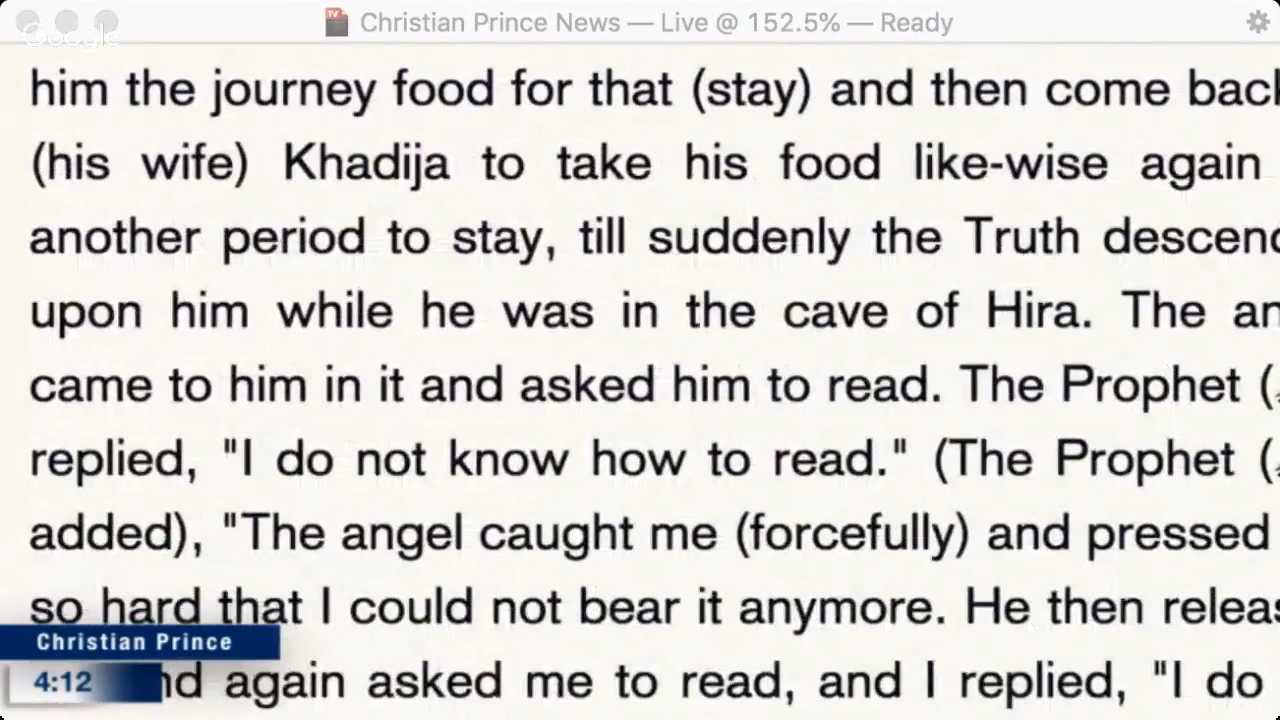 Christian Prince News — Live @ 152.5% — Ready
Google
him the journey food for that (stay) and then come back
(his wife) Khadija to take his food like-wise again
another period to stay, till suddenly the Truth descend
upon him while he was in the cave of Hira. The an
came to him in it and asked him to read. The Prophet (
replied, "I do not know how to read." (The Prophet (
added), "The angel caught me (forcefully) and pressed
so hard that I could not bear it anymore. He then releas
nd again asked me to read, and I replied, "I do
Christian Prince
4:12